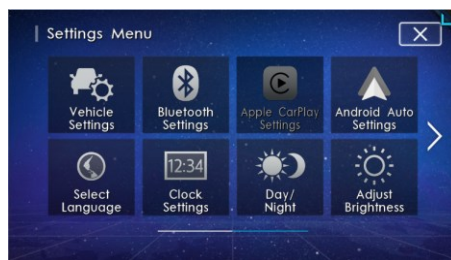 Settings Menu
X
Vehicle
Settings
Bluetooth
Settings
Apple CarPlay
Settings
Android Auto
Settings
Select
Language
12:34
Clock
Settings
Day/
Night
Adjust
Brightness